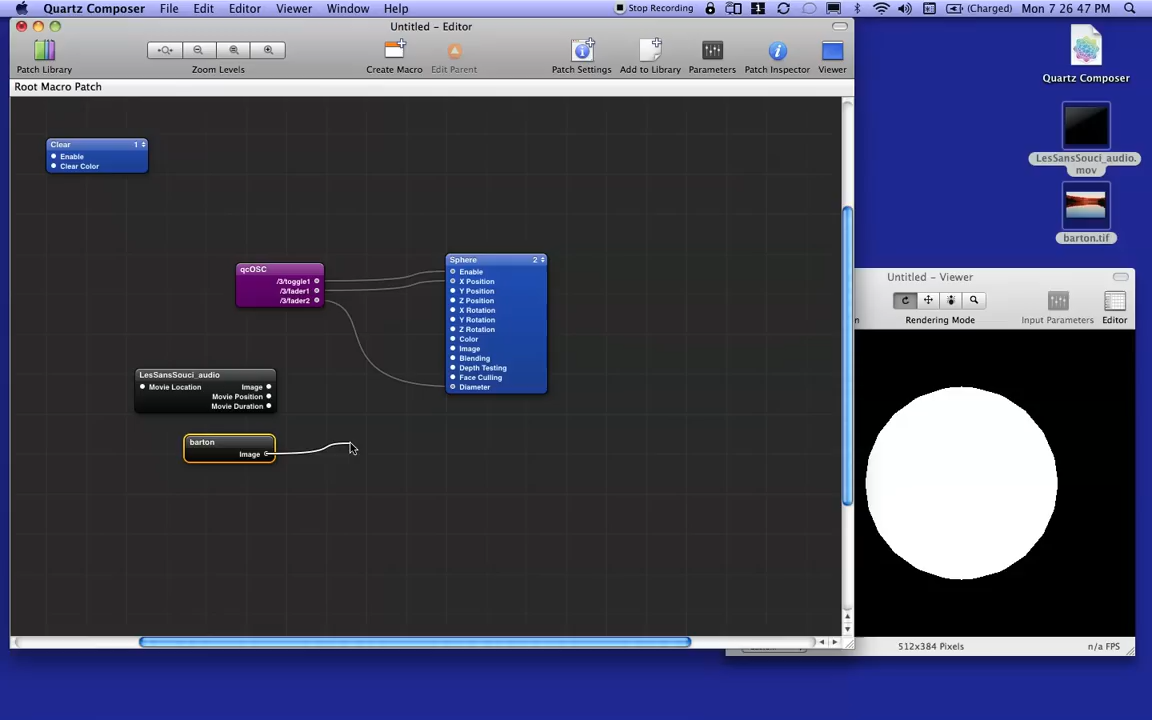 Quartz Composer File Edit Editor Viewer Window Help Stop Recording 1 (Charged) Mon 7 7 26 47 PM
Untitled - Editor
Patch Library Zoom Levels Create Macro Edit Parent Patch Settings Add to Library Parameters Patch Inspector Viewer
Root Macro Patch
Quartz Composer
LesSansSouci_audio.
mov
barton.tif
Clear 1
Enable
Clear Color
qcOSC
/3/toggle1
/3/fader1
/3/fader2
Sphere 2
Enable
X Position
Y Position
Z Position
X Rotation
Y Rotation
Z Rotation
Color
Image
Blending
Depth Testing
Face Culling
Diameter
LesSansSouci_audio
Movie Location Image
Movie Position
Movie Duration
barton
Image
Untitled - Viewer
Rendering Mode Input Parameters Editor
512x384 Pixels n/a FPS